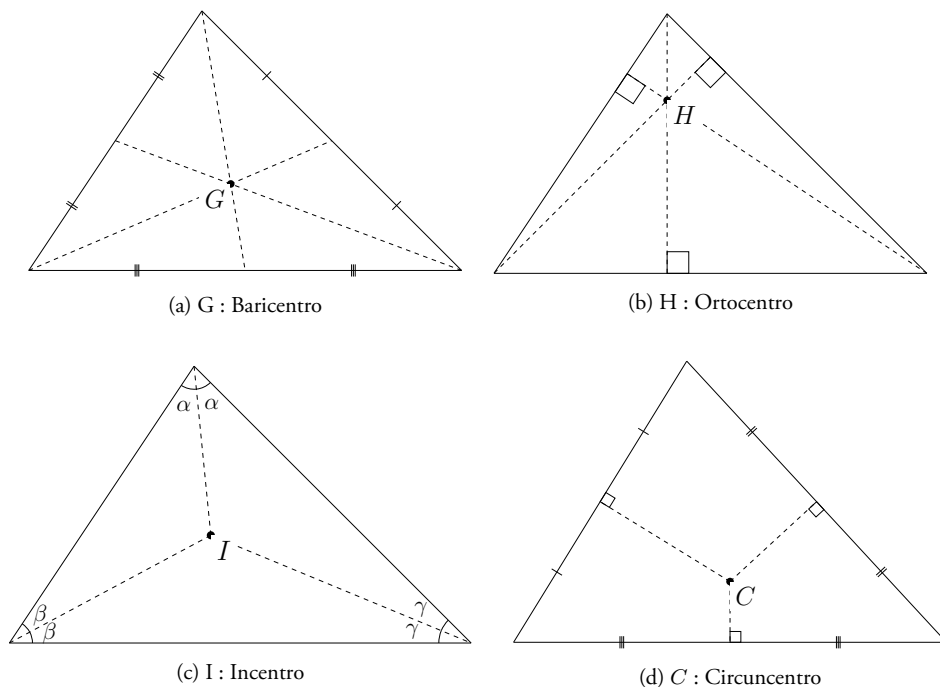 G
H
(a) G : Baricentro
(b) H : Ortocentro
α α
I
β
β
γ
γ
C
(c) I : Incentro
(d) C : Circuncentro